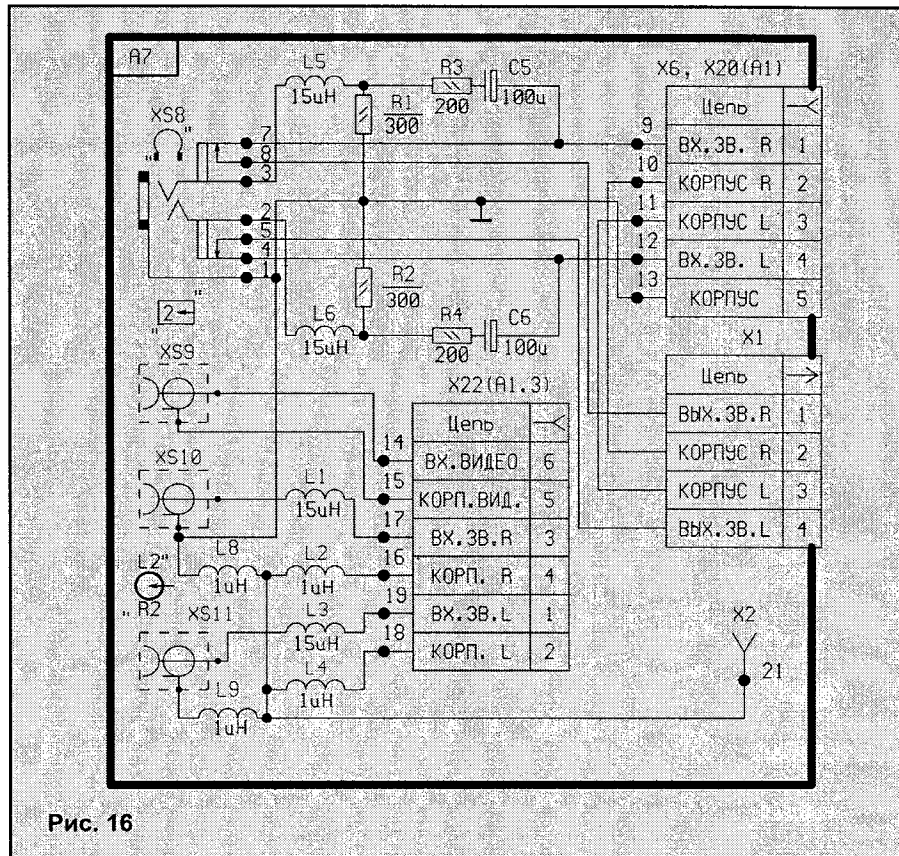 A7
L5
15uH
R3
200
C5
100u
X6, X20(A1)
XS8
R1
300
Цепь
7
8
3
9
ВХ.ЗВ. R 1
10
КОРПУС R 2
11
КОРПУС L 3
2
5
4
1
12
ВХ.ЗВ. L 4
13
КОРПУС 5
R2
300
"2"
L6
15uH
R4
200
C6
100u
X1
XS9
X22(A1.3)
Цепь
Цепь
ВЫХ.ЗВ.R 1
14
ВХ.ВИДЕО 6
КОРПУС R 2
XS10
L1
15uH
15
КОРП.ВИД. 5
КОРПУС L 3
17
ВХ.ЗВ.R 3
ВЫХ.ЗВ.L 4
L8
1uH
L2
1uH
16
КОРП. R 4
L2"
"R2
XS11
L3
15uH
19
ВХ.ЗВ.L 1
X2
L4
1uH
18
КОРП. L 2
21
L9
1uH
Рис. 16